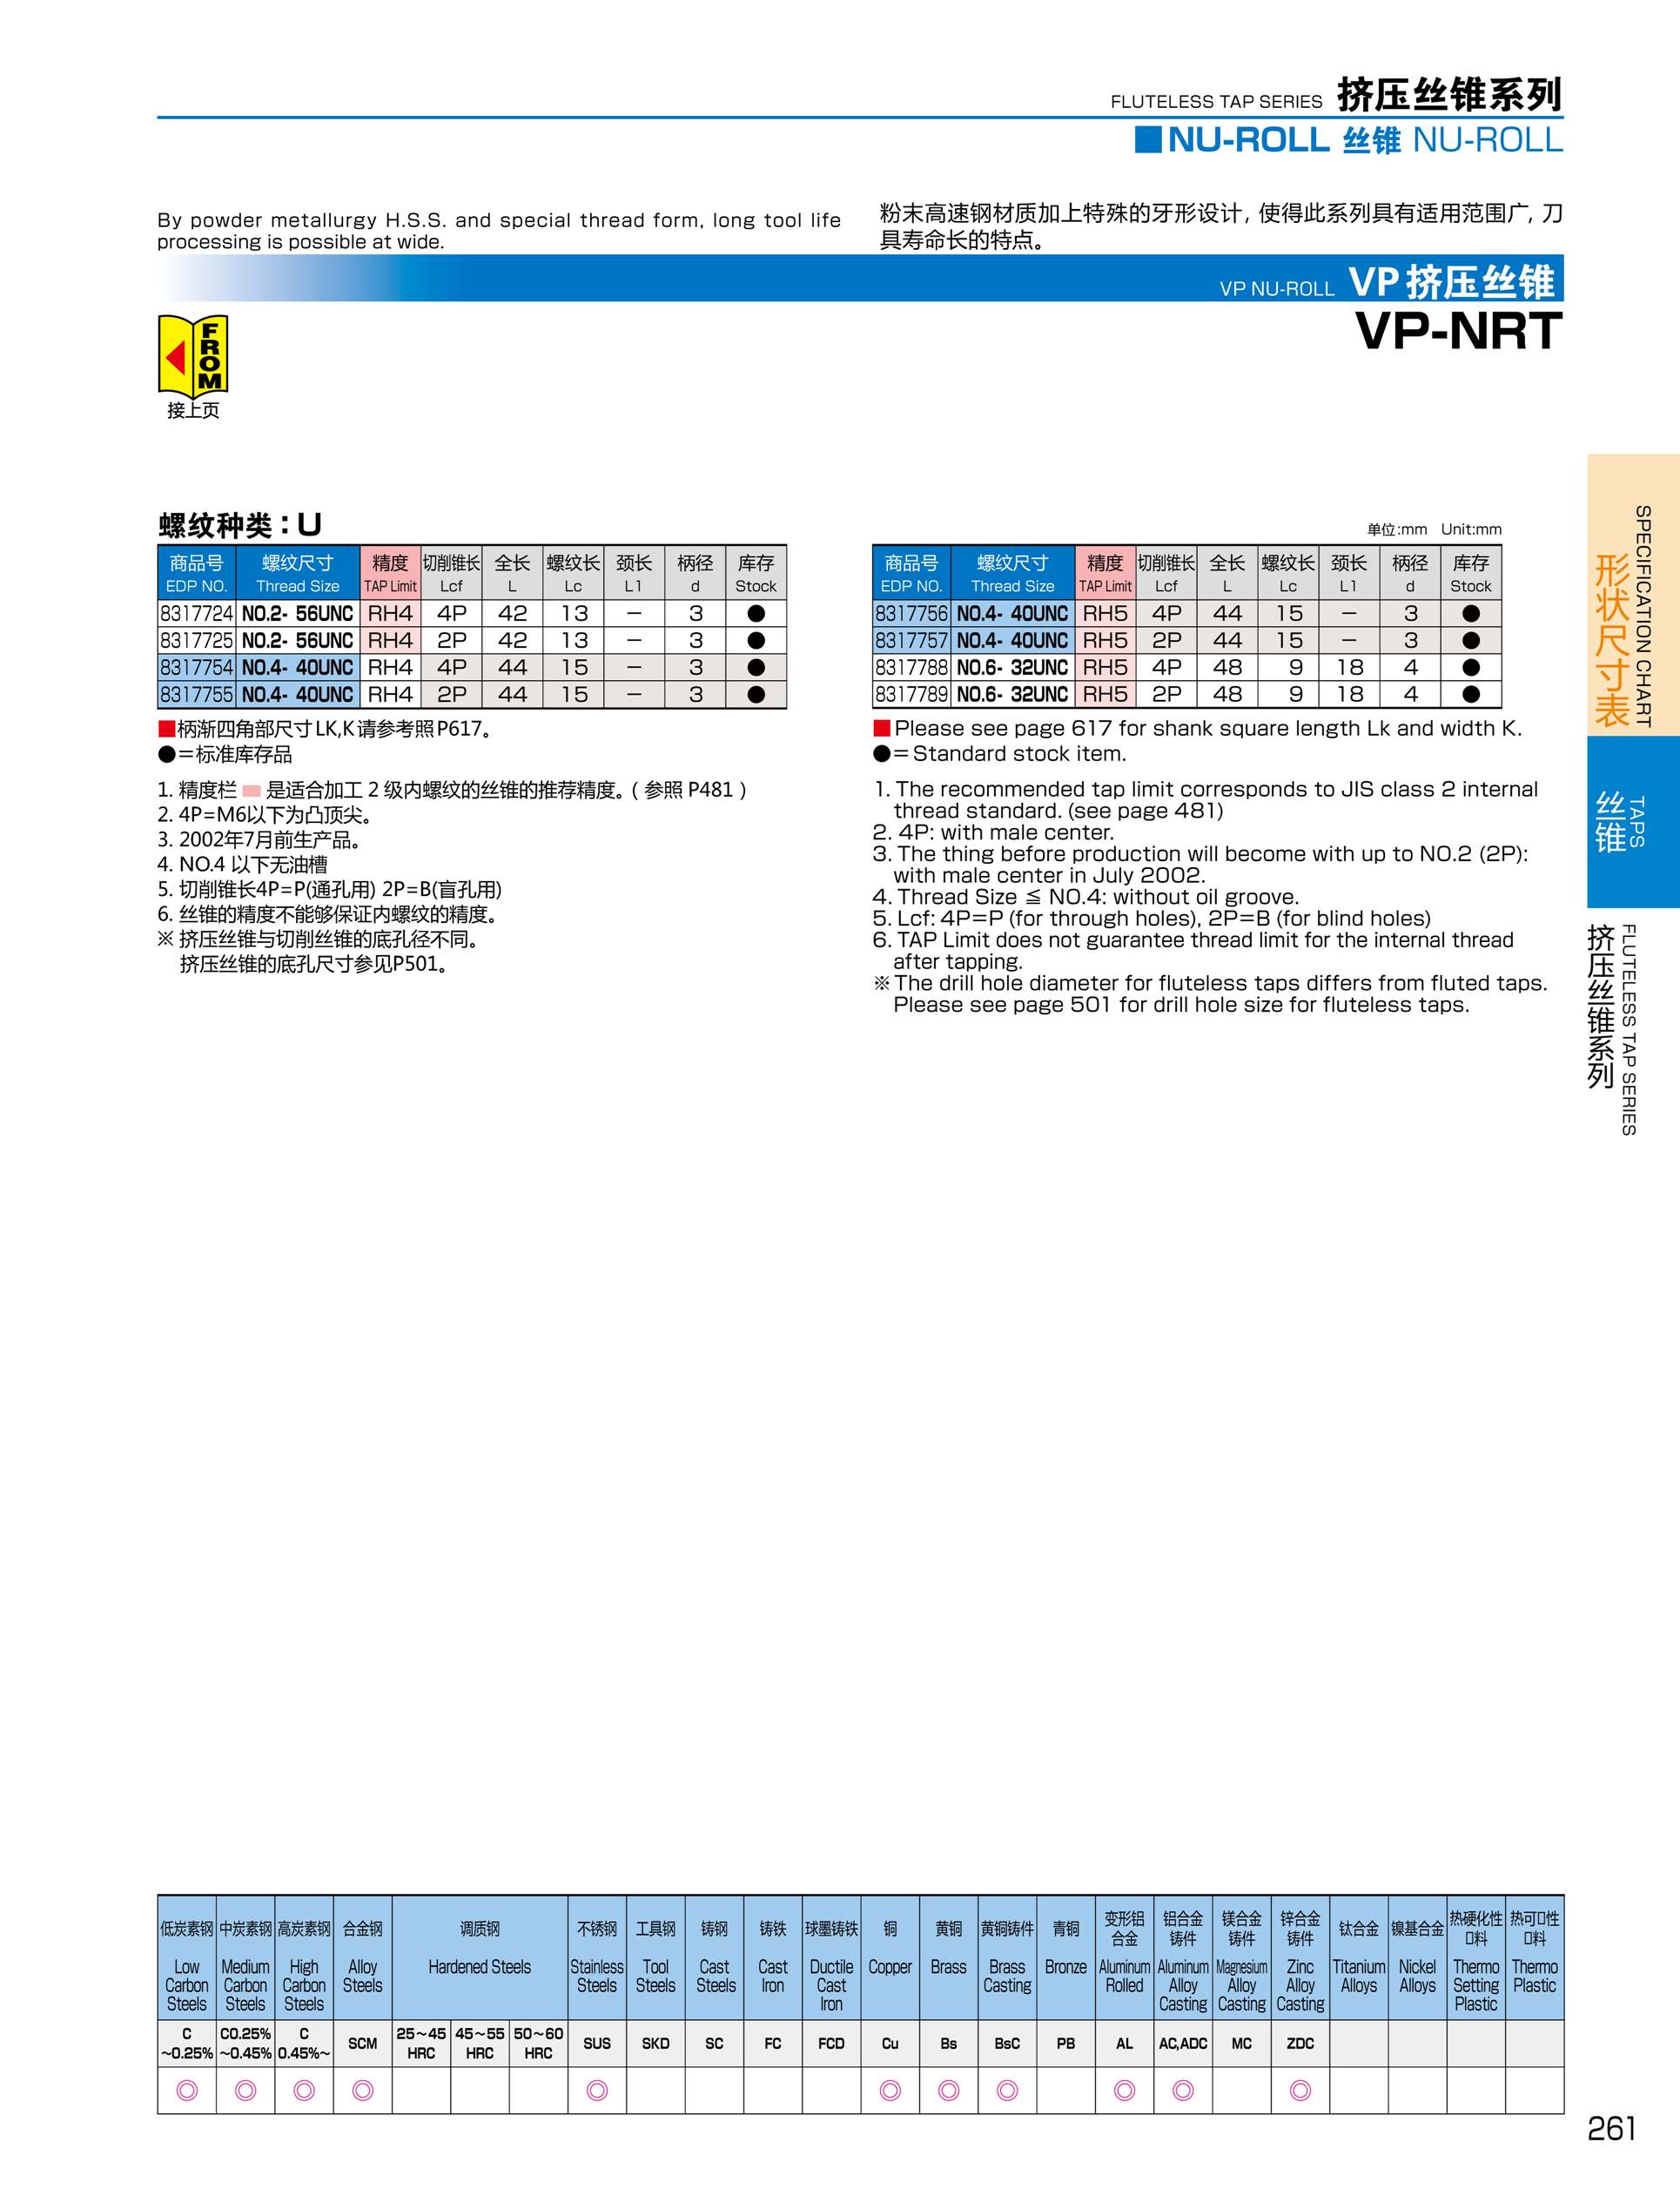 FLUTELESS TAP SERIES 挤压丝锥系列
■NU-ROLL 丝锥 NU-ROLL
By powder metallurgy H.S.S. and special thread form, long tool life
processing is possible at wide.
粉末高速钢材质加上特殊的牙形设计, 使得此系列具有适用范围广, 刀
具寿命长的特点。
VP NU-ROLL VP挤压丝锥
VP-NRT
FROM
接上页
螺纹种类：U
商品号 螺纹尺寸 精度 切削锥长 全长 螺纹长 颈长 柄径 库存
EDP NO. Thread Size TAP Limit Lcf L Lc L1 d Stock
8317724 NO.2- 56UNC RH4 4P 42 13 － 3 ●
8317725 NO.2- 56UNC RH4 2P 42 13 － 3 ●
8317754 NO.4- 40UNC RH4 4P 44 15 － 3 ●
8317755 NO.4- 40UNC RH4 2P 44 15 － 3 ●
■柄渐四角部尺寸LK,K请参考照P617。
●=标准库存品
1. 精度栏 是适合加工 2 级内螺纹的丝锥的推荐精度。( 参照 P481 )
2. 4P=M6以下为凸顶尖。
3. 2002年7月前生产品。
4. NO.4 以下无油槽
5. 切削锥长4P=P(通孔用) 2P=B(盲孔用)
6. 丝锥的精度不能够保证内螺纹的精度。
※ 挤压丝锥与切削丝锥的底孔径不同。
挤压丝锥的底孔尺寸参见P501。
单位:mm Unit:mm
商品号 螺纹尺寸 精度 切削锥长 全长 螺纹长 颈长 柄径 库存
EDP NO. Thread Size TAP Limit Lcf L Lc L1 d Stock
8317756 NO.4- 40UNC RH5 4P 44 15 － 3 ●
8317757 NO.4- 40UNC RH5 2P 44 15 － 3 ●
8317788 NO.6- 32UNC RH5 4P 48 9 18 4 ●
8317789 NO.6- 32UNC RH5 2P 48 9 18 4 ●
■Please see page 617 for shank square length Lk and width K.
●=Standard stock item.
1. The recommended tap limit corresponds to JIS class 2 internal
thread standard. (see page 481)
2. 4P: with male center.
3. The thing before production will become with up to NO.2 (2P):
with male center in July 2002.
4. Thread Size ≦ NO.4: without oil groove.
5. Lcf: 4P=P (for through holes), 2P=B (for blind holes)
6. TAP Limit does not guarantee thread limit for the internal thread
after tapping.
※The drill hole diameter for fluteless taps differs from fluted taps.
Please see page 501 for drill hole size for fluteless taps.
SPECIFICATION CHART
形状尺寸表
TAPS
丝锥
FLUTELESS TAP SERIES
挤压丝锥系列
低炭素钢 中炭素钢 高炭素钢 合金钢 调质钢 不锈钢 工具钢 铸钢 铸铁 球墨铸铁 铜 黄铜 黄铜铸件 青铜 变形铝合金 铝合金铸件 镁合金铸件 锌合金铸件 钛合金 镍基合金 热硬化性□料 热可□性□料
Low Carbon Steels Medium Carbon Steels High Carbon Steels Alloy Steels Hardened Steels Stainless Steels Tool Steels Cast Steels Cast Iron Ductile Cast Iron Copper Brass Brass Casting Bronze Aluminum Rolled Aluminum Alloy Casting Magnesium Alloy Casting Zinc Alloy Casting Titanium Alloys Nickel Alloys Thermo Setting Plastic Thermo Plastic
C ~0.25% C0.25% ~0.45% C 0.45%~ SCM 25~45 HRC 45~55 HRC 50~60 HRC SUS SKD SC FC FCD Cu Bs BsC PB AL AC,ADC MC ZDC
◎ ◎ ◎ ◎ ◎ ◎ ◎ ◎ ◎ ◎ ◎
261